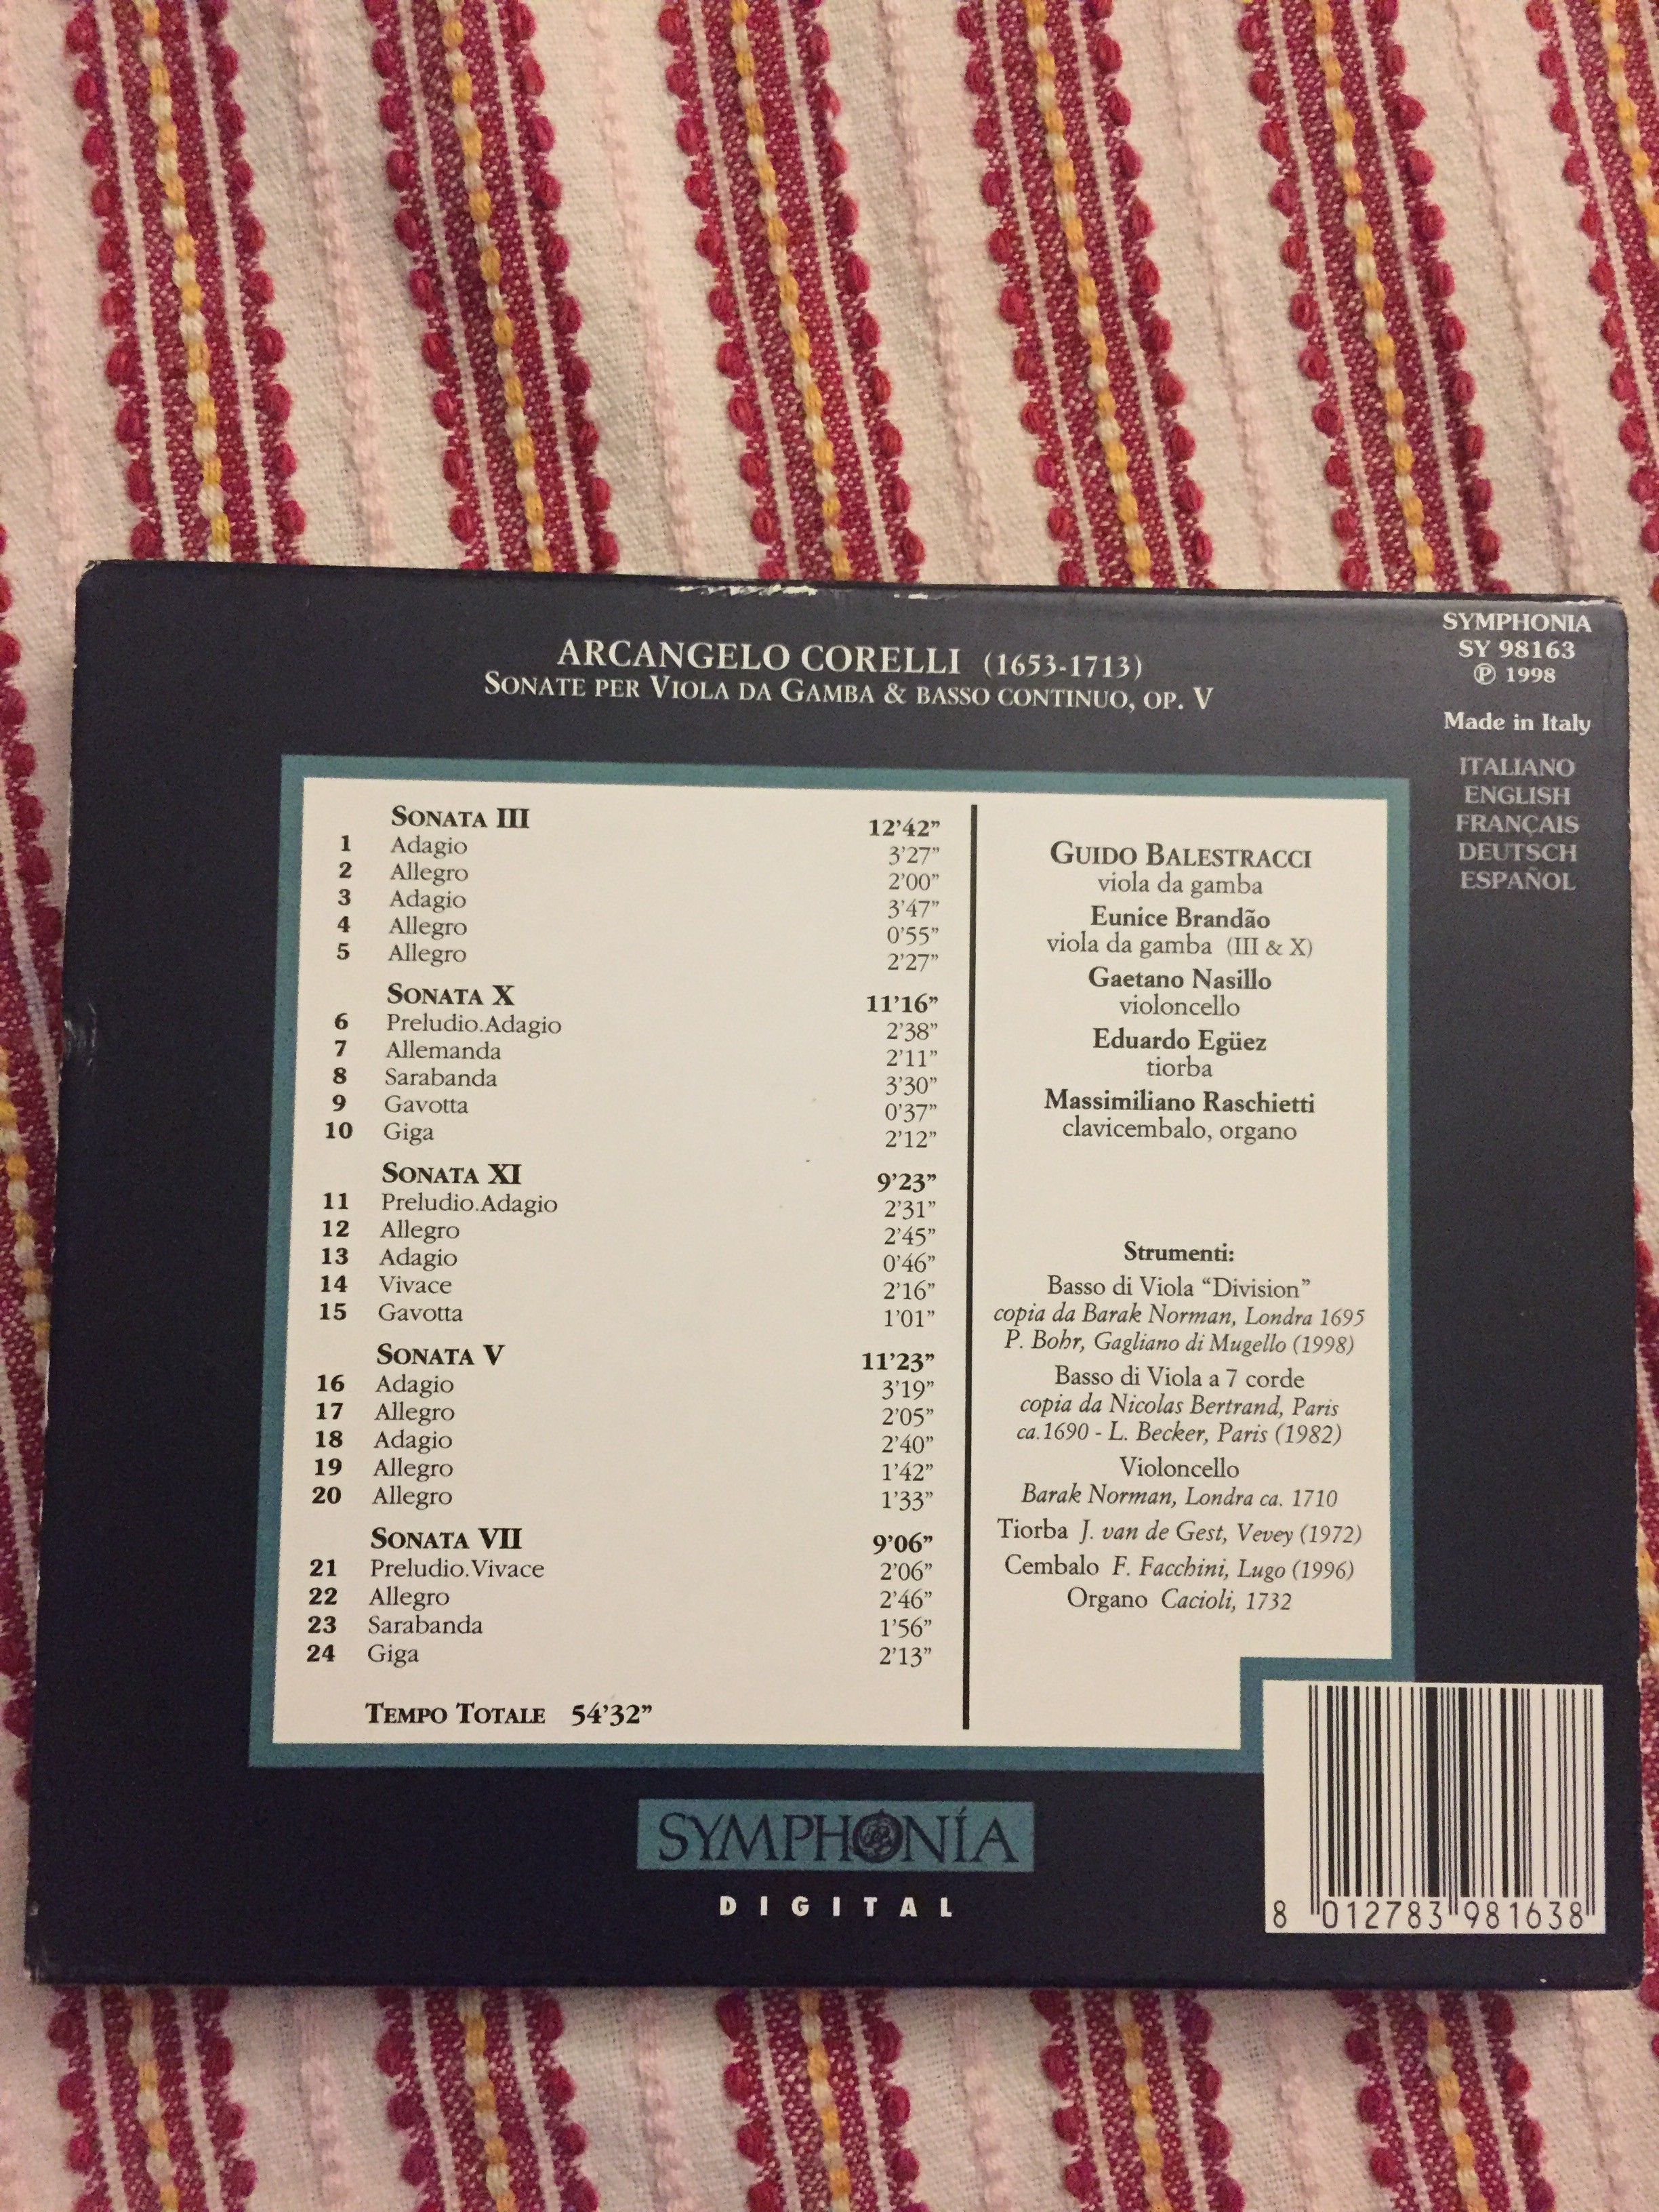 ARCANGELO CORELLI (1653-1713)
SONATE PER VIOLA DA GAMBA & BASSO CONTINUO, OP. V
SYMPHONIA
SY 98163
℗ 1998
Made in Italy
ITALIANO
ENGLISH
FRANÇAIS
DEUTSCH
ESPAÑOL
SONATA III 12'42”
1 Adagio 3'27”
2 Allegro 2'00”
3 Adagio 3'47”
4 Allegro 0'55”
5 Allegro 2'27”
SONATA X 11'16”
6 Preludio.Adagio 2'38”
7 Allemanda 2'11”
8 Sarabanda 3'30”
9 Gavotta 0'37”
10 Giga 2'12”
SONATA XI 9'23”
11 Preludio.Adagio 2'31”
12 Allegro 2'45”
13 Adagio 0'46”
14 Vivace 2'16”
15 Gavotta 1'01”
SONATA V 11'23”
16 Adagio 3'19”
17 Allegro 2'05”
18 Adagio 2'40”
19 Allegro 1'42”
20 Allegro 1'33”
SONATA VII 9'06”
21 Preludio.Vivace 2'06”
22 Allegro 2'46”
23 Sarabanda 1'56”
24 Giga 2'13”
TEMPO TOTALE 54'32”
GUIDO BALESTRACCI
viola da gamba
Eunice Brandão
viola da gamba (III & X)
Gaetano Nasillo
violoncello
Eduardo Egüez
tiorba
Massimiliano Raschietti
clavicembalo, organo
Strumenti:
Basso di Viola “Division”
copia da Barak Norman, Londra 1695
P. Bohr, Gagliano di Mugello (1998)
Basso di Viola a 7 corde
copia da Nicolas Bertrand, Paris
ca.1690 - L. Becker, Paris (1982)
Violoncello
Barak Norman, Londra ca. 1710
Tiorba J. van de Gest, Vevey (1972)
Cembalo F. Facchini, Lugo (1996)
Organo Cacioli, 1732
SYMPHONÍA
DIGITAL
8 012783 981638